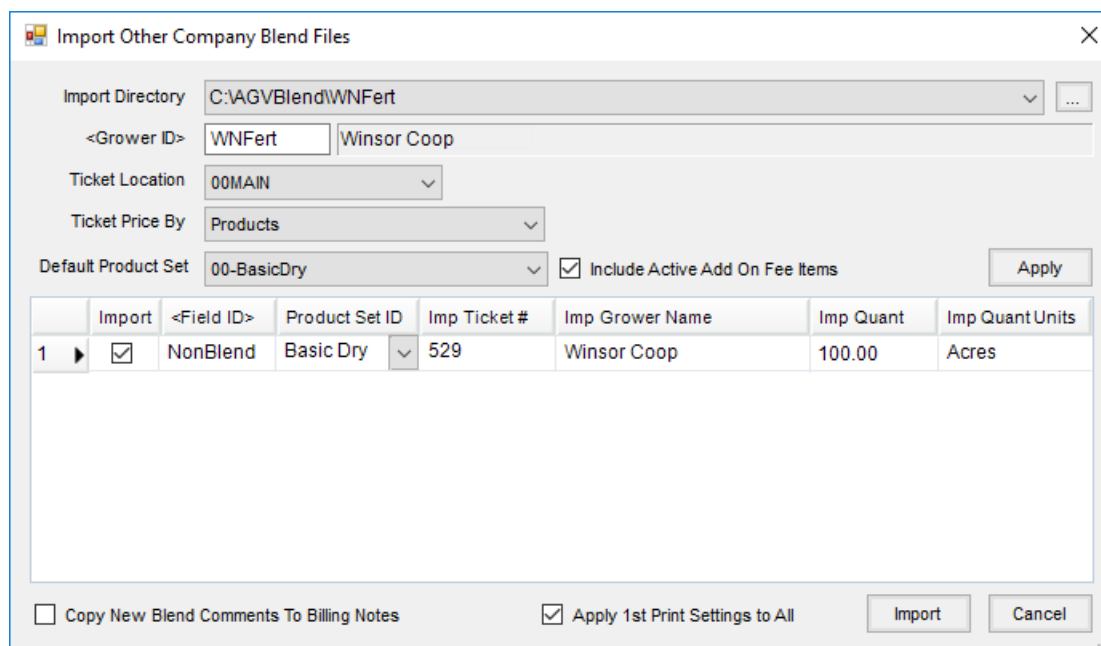 Import Other Company Blend Files
Import Directory C:\AGVBlend\WNFert ...
<Grower ID> WNFert Winsor Coop
Ticket Location 00MAIN
Ticket Price By Products
Default Product Set 00-BasicDry Include Active Add On Fee Items Apply
Import <Field ID> Product Set ID Imp Ticket # Imp Grower Name Imp Quant Imp Quant Units
1 NonBlend Basic Dry 529 Winsor Coop 100.00 Acres
Copy New Blend Comments To Billing Notes Apply 1st Print Settings to All Import Cancel